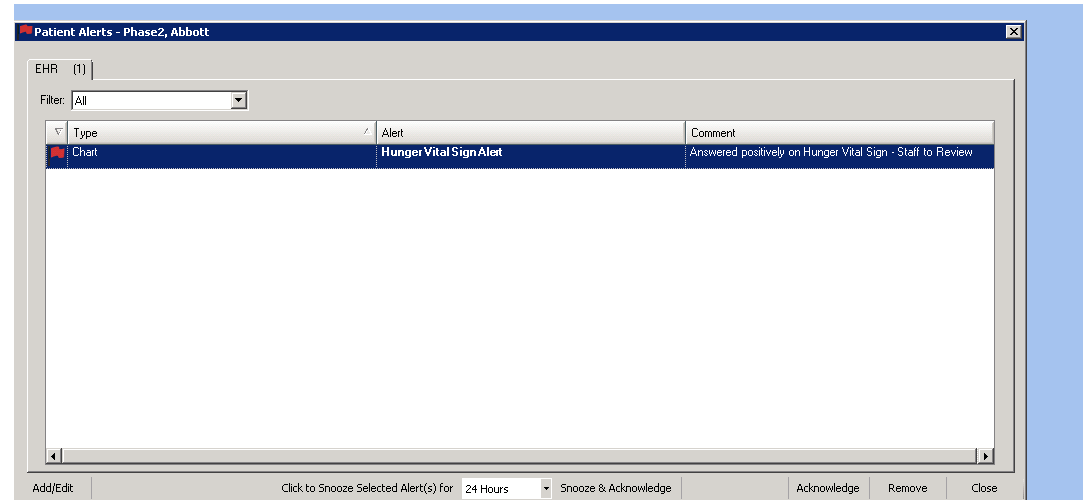 Patient Alerts - Phase2, Abbott
EHR (1)
Filter: All
Type Alert Comment
Chart Hunger Vital Sign Alert Answered positively on Hunger Vital Sign - Staff to Review
Add/Edit Click to Snooze Selected Alert(s) for 24 Hours Snooze & Acknowledge Acknowledge Remove Close